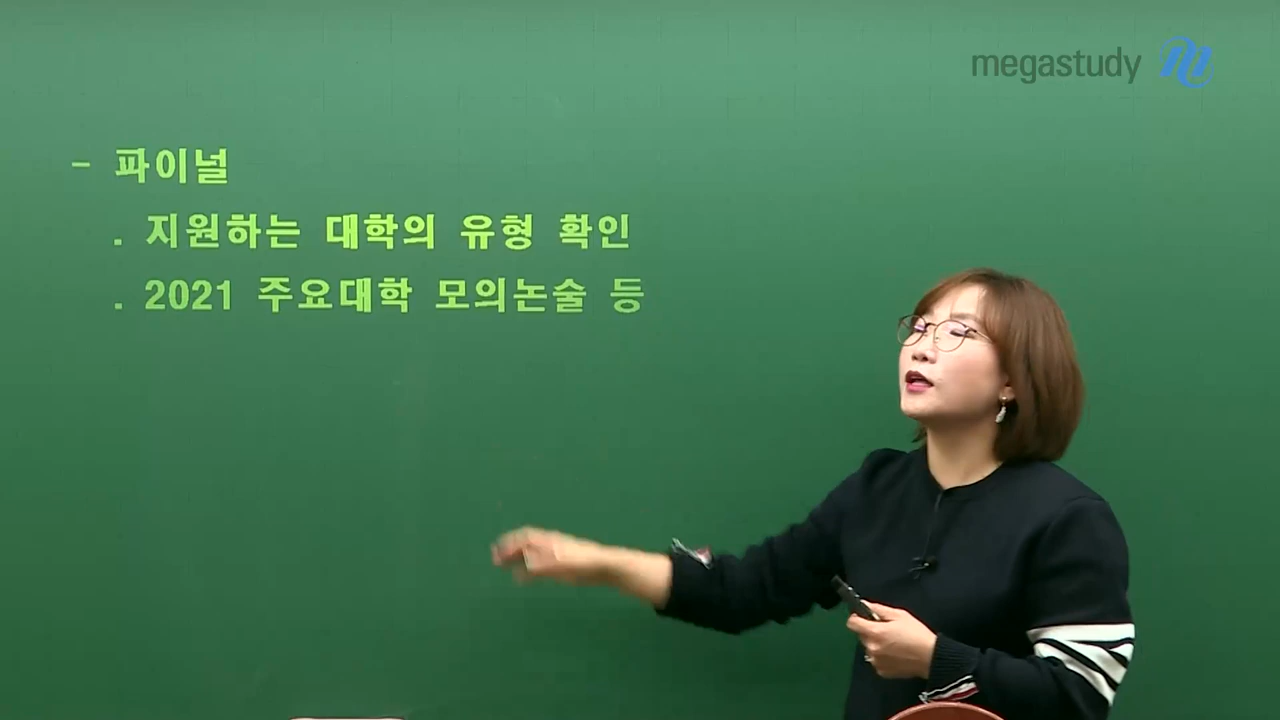 megastudy
- 파이널
. 지원하는 대학의 유형 확인
. 2021 주요대학 모의논술 등